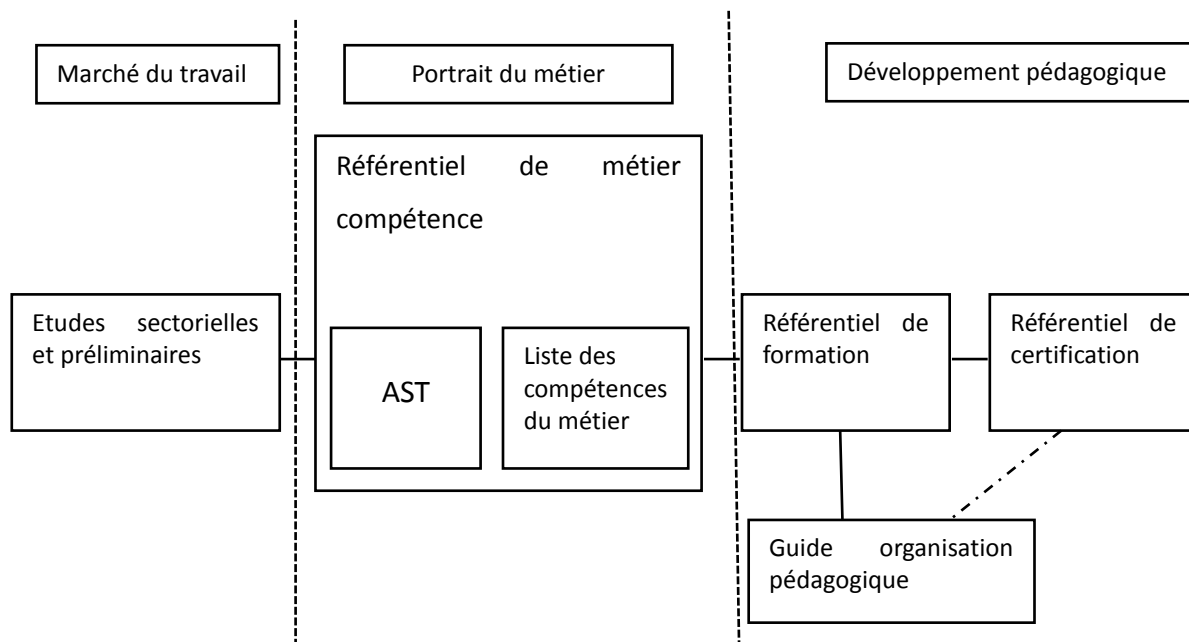 Marché du travail
Portrait du métier
Développement pédagogique
Référentiel de métier
compétence
Etudes sectorielles
et préliminaires
AST
Liste des
compétences
du métier
Référentiel de
formation
Référentiel de
certification
Guide organisation
pédagogique